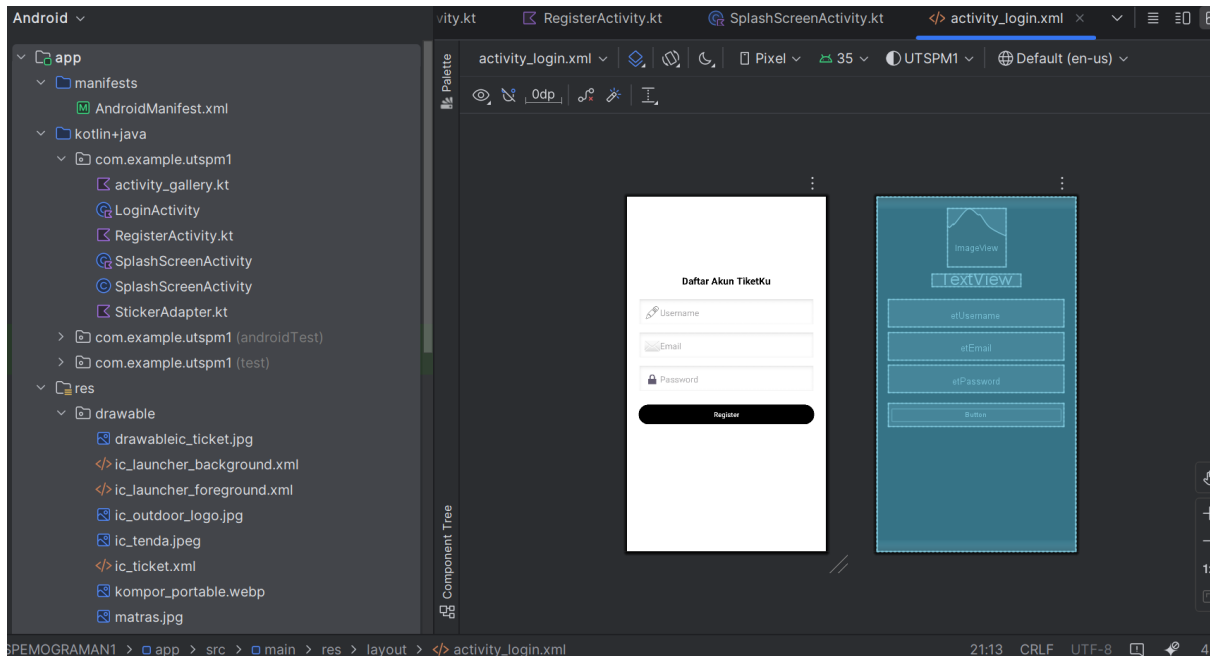 Android
vity.kt RegisterActivity.kt SplashScreenActivity.kt </> activity_login.xml
app
manifests
AndroidManifest.xml
kotlin+java
com.example.utspm1
activity_gallery.kt
LoginActivity
RegisterActivity.kt
SplashScreenActivity
SplashScreenActivity
StickerAdapter.kt
com.example.utspm1 (androidTest)
com.example.utspm1 (test)
res
drawable
drawableic_ticket.jpg
ic_launcher_background.xml
ic_launcher_foreground.xml
ic_outdoor_logo.jpg
ic_tenda.jpeg
ic_ticket.xml
kompor_portable.webp
matras.jpg
Palette
Component Tree
activity_login.xml Pixel 35 UTSPM1 Default (en-us)
0dp
Daftar Akun TiketKu
Username
Email
Password
Register
ImageView
TextView
etUsername
etEmail
etPassword
Button
SPEMOGRAMAN1 > app > src > main > res > layout > </> activity_login.xml
21:13 CRLF UTF-8 4